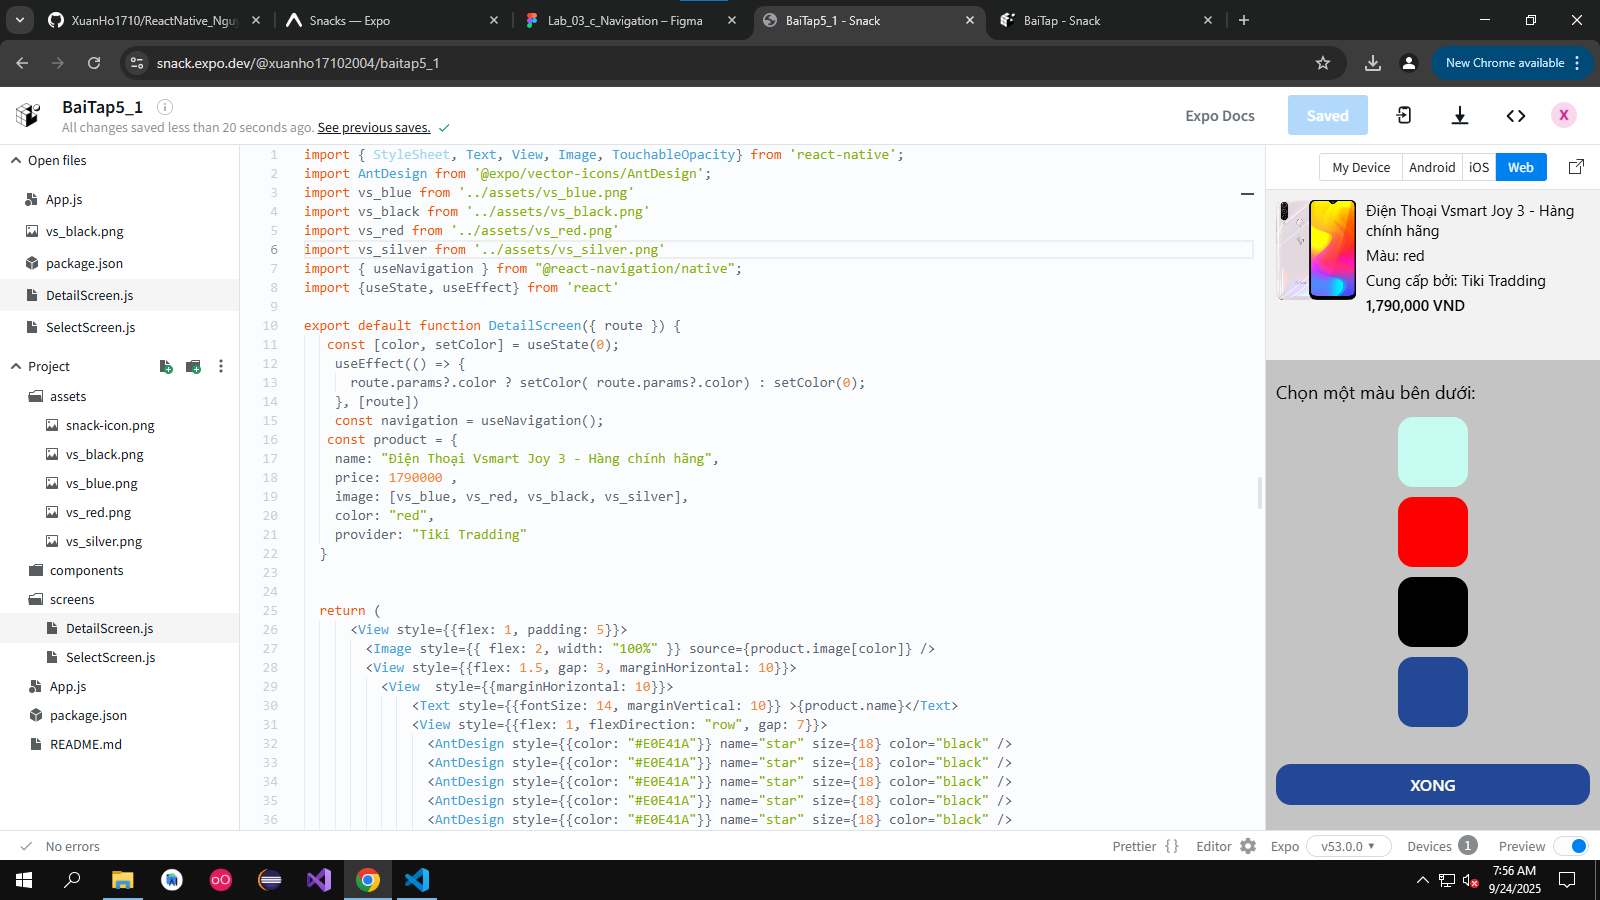 XuanHo1710/ReactNative_Nguy
Snacks — Expo
Lab_03_c_Navigation – Figma
BaiTap5_1 - Snack
BaiTap - Snack
snack.expo.dev/@xuanho17102004/baitap5_1
New Chrome available
BaiTap5_1
All changes saved less than 20 seconds ago. See previous saves.
Expo Docs
Saved
X
Open files
App.js
vs_black.png
package.json
DetailScreen.js
SelectScreen.js
Project
assets
snack-icon.png
vs_black.png
vs_blue.png
vs_red.png
vs_silver.png
components
screens
DetailScreen.js
SelectScreen.js
App.js
package.json
README.md
1 import { StyleSheet, Text, View, Image, TouchableOpacity} from 'react-native';
2 import AntDesign from '@expo/vector-icons/AntDesign';
3 import vs_blue from '../assets/vs_blue.png'
4 import vs_black from '../assets/vs_black.png'
5 import vs_red from '../assets/vs_red.png'
6 import vs_silver from '../assets/vs_silver.png'
7 import { useNavigation } from "@react-navigation/native";
8 import {useState, useEffect} from 'react'
9
10 export default function DetailScreen({ route }) {
11 const [color, setColor] = useState(0);
12 useEffect(() => {
13 route.params?.color ? setColor( route.params?.color) : setColor(0);
14 }, [route])
15 const navigation = useNavigation();
16 const product = {
17 name: "Điện Thoại Vsmart Joy 3 - Hàng chính hãng",
18 price: 1790000 ,
19 image: [vs_blue, vs_red, vs_black, vs_silver],
20 color: "red",
21 provider: "Tiki Tradding"
22 }
23
24
25 return (
26 <View style={{flex: 1, padding: 5}}>
27 <Image style={{ flex: 2, width: "100%" }} source={product.image[color]} />
28 <View style={{flex: 1.5, gap: 3, marginHorizontal: 10}}>
29 <View  style={{marginHorizontal: 10}}>
30 <Text style={{fontSize: 14, marginVertical: 10}} >{product.name}</Text>
31 <View style={{flex: 1, flexDirection: "row", gap: 7}}>
32 <AntDesign style={{color: "#E0E41A"}} name="star" size={18} color="black" />
33 <AntDesign style={{color: "#E0E41A"}} name="star" size={18} color="black" />
34 <AntDesign style={{color: "#E0E41A"}} name="star" size={18} color="black" />
35 <AntDesign style={{color: "#E0E41A"}} name="star" size={18} color="black" />
36 <AntDesign style={{color: "#E0E41A"}} name="star" size={18} color="black" />
My Device
Android
iOS
Web
Điện Thoại Vsmart Joy 3 - Hàng
chính hãng
Màu: red
Cung cấp bởi: Tiki Tradding
1,790,000 VND
Chọn một màu bên dưới:
XONG
No errors
Prettier { }
Editor
Expo
v53.0.0
Devices 1
Preview
7:56 AM
9/24/2025